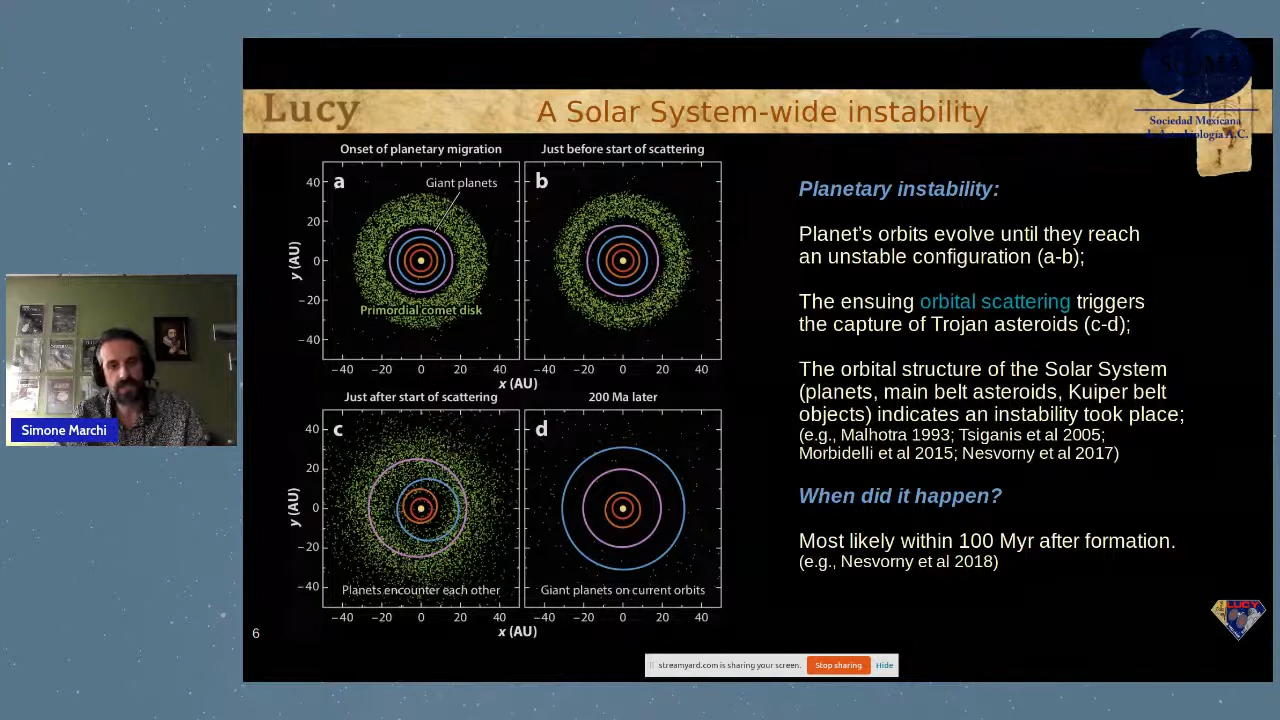 Lucy
A Solar System-wide instability
Sociedad Mexicana
de Astrobiología A.C.
Onset of planetary migration
Just before start of scattering
a
Giant planets
Primordial comet disk
b
40
20
0
−20
−40
y (AU)
−40 −20 0 20 40
−40 −20 0 20 40
x (AU)
Just after start of scattering
200 Ma later
c
Planets encounter each other
d
Giant planets on current orbits
40
20
0
−20
−40
y (AU)
−40 −20 0 20 40
−40 −20 0 20 40
x (AU)
Planetary instability:
Planet’s orbits evolve until they reach
an unstable configuration (a-b);
The ensuing orbital scattering triggers
the capture of Trojan asteroids (c-d);
The orbital structure of the Solar System
(planets, main belt asteroids, Kuiper belt
objects) indicates an instability took place;
(e.g., Malhotra 1993; Tsiganis et al 2005;
Morbidelli et al 2015; Nesvorny et al 2017)
When did it happen?
Most likely within 100 Myr after formation.
(e.g., Nesvorny et al 2018)
Simone Marchi
6
LUCY
streamyard.com is sharing your screen.
Stop sharing
Hide